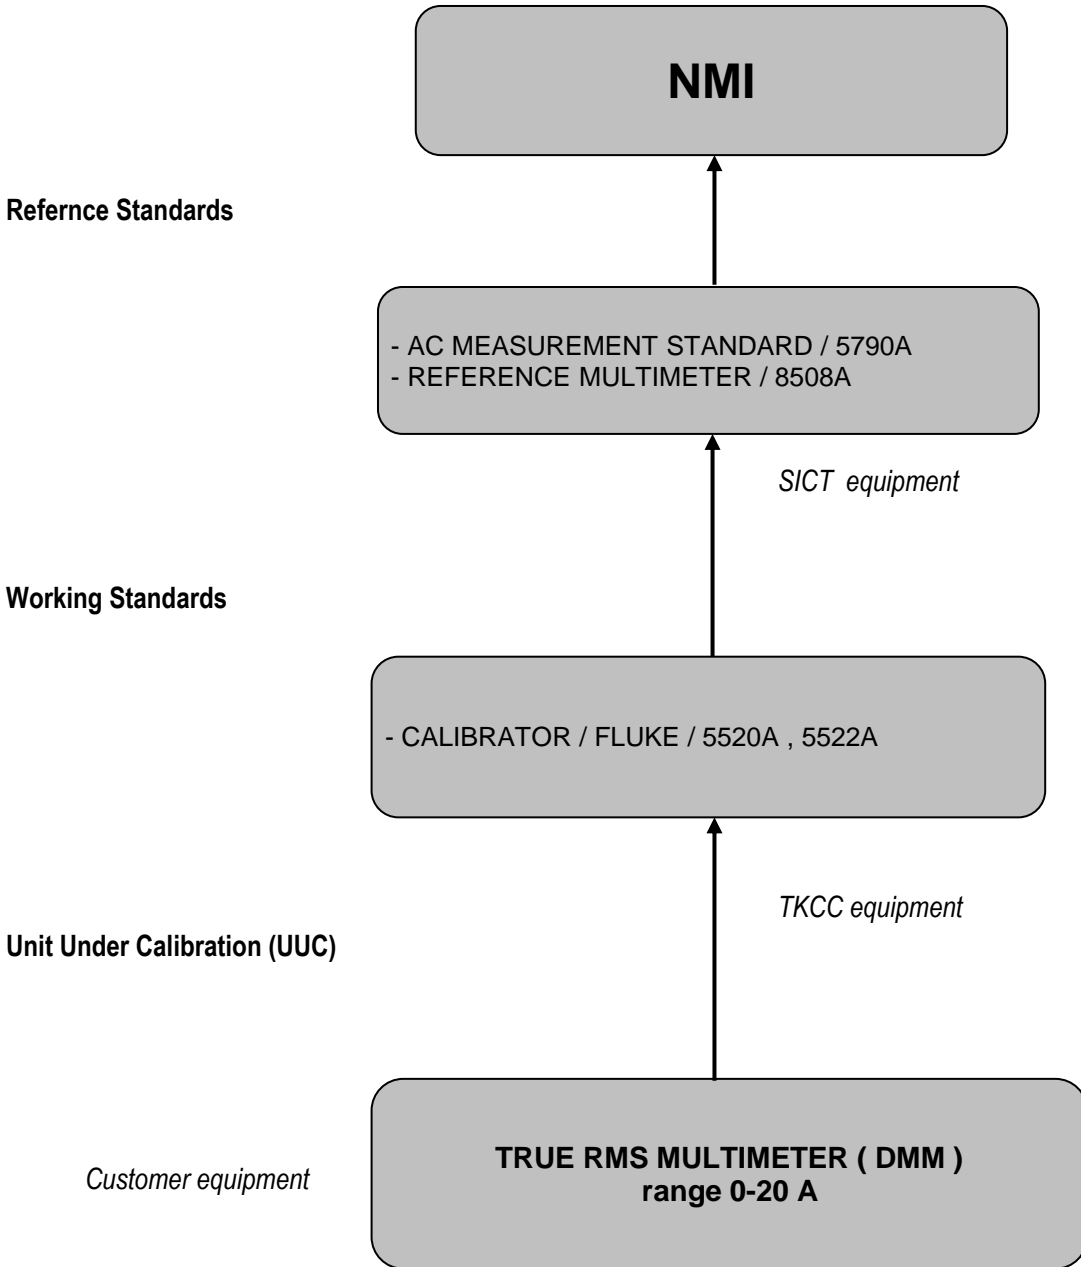 NMI
Refernce Standards
- AC MEASUREMENT STANDARD / 5790A
- REFERENCE MULTIMETER / 8508A
SICT  equipment
Working Standards
- CALIBRATOR / FLUKE / 5520A , 5522A
TKCC equipment
Unit Under Calibration (UUC)
TRUE RMS MULTIMETER ( DMM )
range 0-20 A
Customer equipment